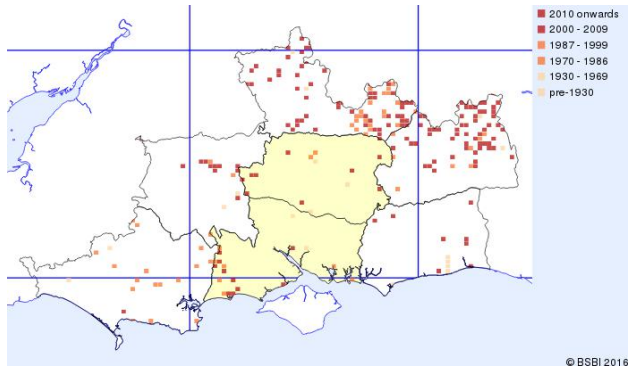 2010 onwards
2000 - 2009
1987 - 1999
1970 - 1986
1930 - 1969
pre-1930
© BSBI 2016